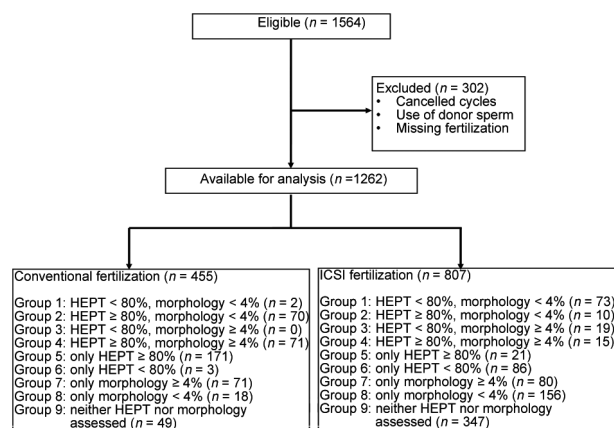 Eligible (n = 1564)
Excluded (n = 302)
• Cancelled cycles
• Use of donor sperm
• Missing fertilization
Available for analysis (n =1262)
Conventional fertilization (n = 455)
Group 1: HEPT < 80%, morphology < 4% (n = 2)
Group 2: HEPT ≥ 80%, morphology < 4% (n = 70)
Group 3: HEPT < 80%, morphology ≥ 4% (n = 0)
Group 4: HEPT ≥ 80%, morphology ≥ 4% (n = 71)
Group 5: only HEPT ≥ 80% (n = 171)
Group 6: only HEPT < 80% (n = 3)
Group 7: only morphology ≥ 4% (n = 71)
Group 8: only morphology < 4% (n = 18)
Group 9: neither HEPT nor morphology
assessed (n = 49)
ICSI fertilization (n = 807)
Group 1: HEPT < 80%, morphology < 4% (n = 73)
Group 2: HEPT ≥ 80%, morphology < 4% (n = 10)
Group 3: HEPT < 80%, morphology ≥ 4% (n = 19)
Group 4: HEPT ≥ 80%, morphology ≥ 4% (n = 15)
Group 5: only HEPT ≥ 80% (n = 21)
Group 6: only HEPT < 80% (n = 86)
Group 7: only morphology ≥ 4% (n = 80)
Group 8: only morphology < 4% (n = 156)
Group 9: neither HEPT nor morphology
assessed (n = 347)